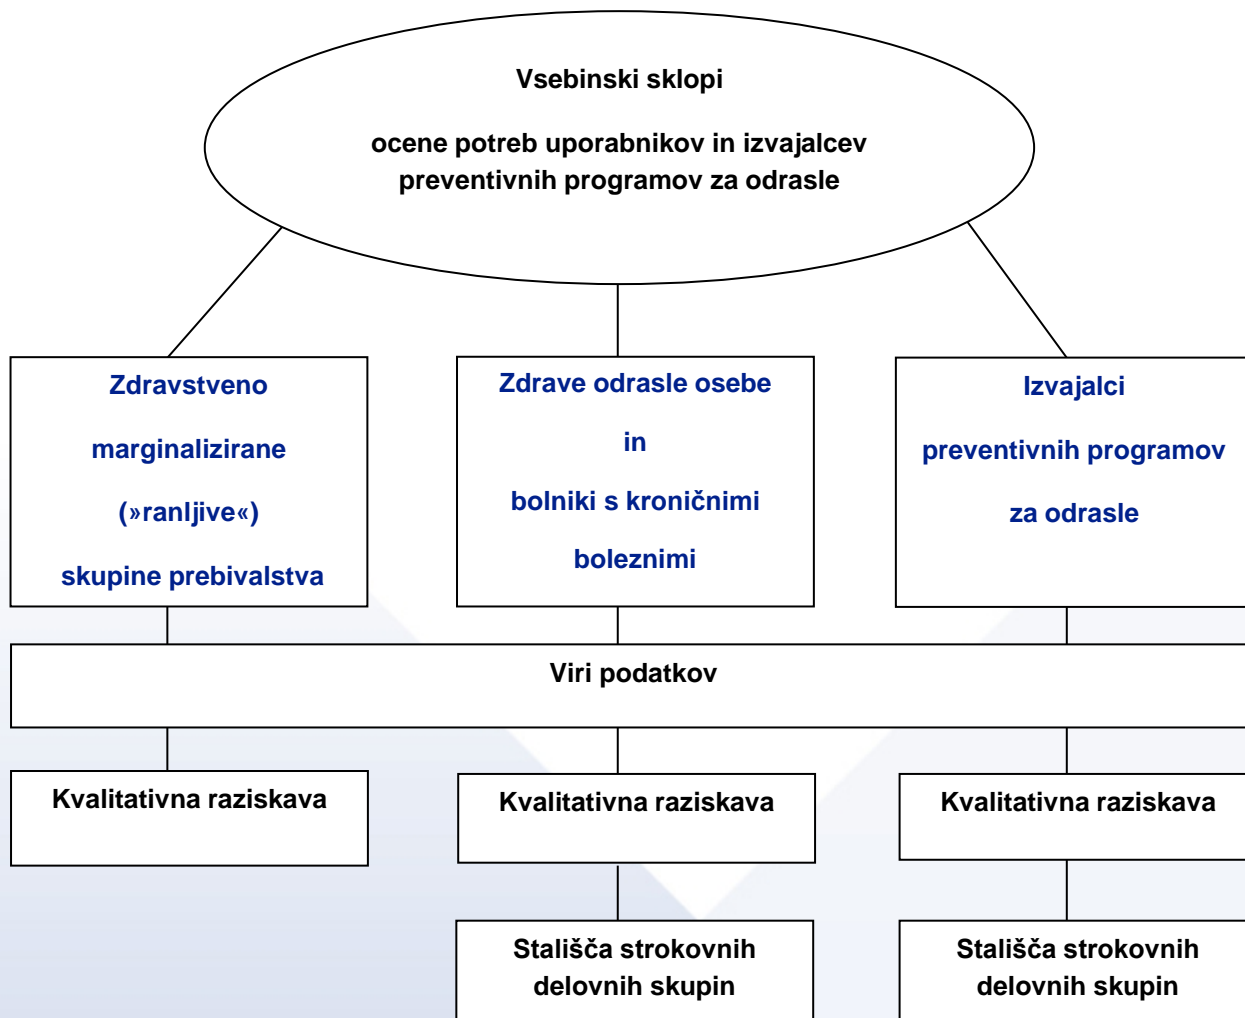 Vsebinski sklopi
ocene potreb uporabnikov in izvajalcev
preventivnih programov za odrasle
Zdravstveno
marginalizirane
(»ranljive«)
skupine prebivalstva
Zdrave odrasle osebe
in
bolniki s kroničnimi
boleznimi
Izvajalci
preventivnih programov
za odrasle
Viri podatkov
Kvalitativna raziskava
Kvalitativna raziskava
Kvalitativna raziskava
Stališča strokovnih
delovnih skupin
Stališča strokovnih
delovnih skupin